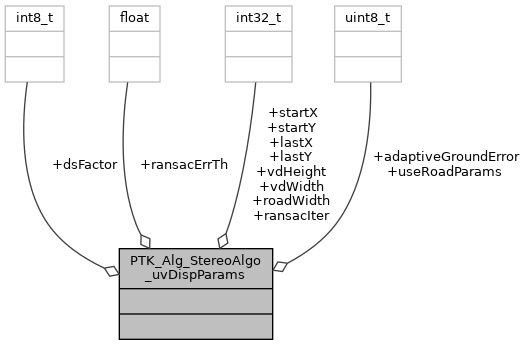 int8_t
float
int32_t
uint8_t
+dsFactor
+ransacErrTh
+startX
+startY
+lastX
+lastY
+vdHeight
+vdWidth
+roadWidth
+ransacIter
+adaptiveGroundError
+useRoadParams
PTK_Alg_StereoAlgo
_uvDispParams